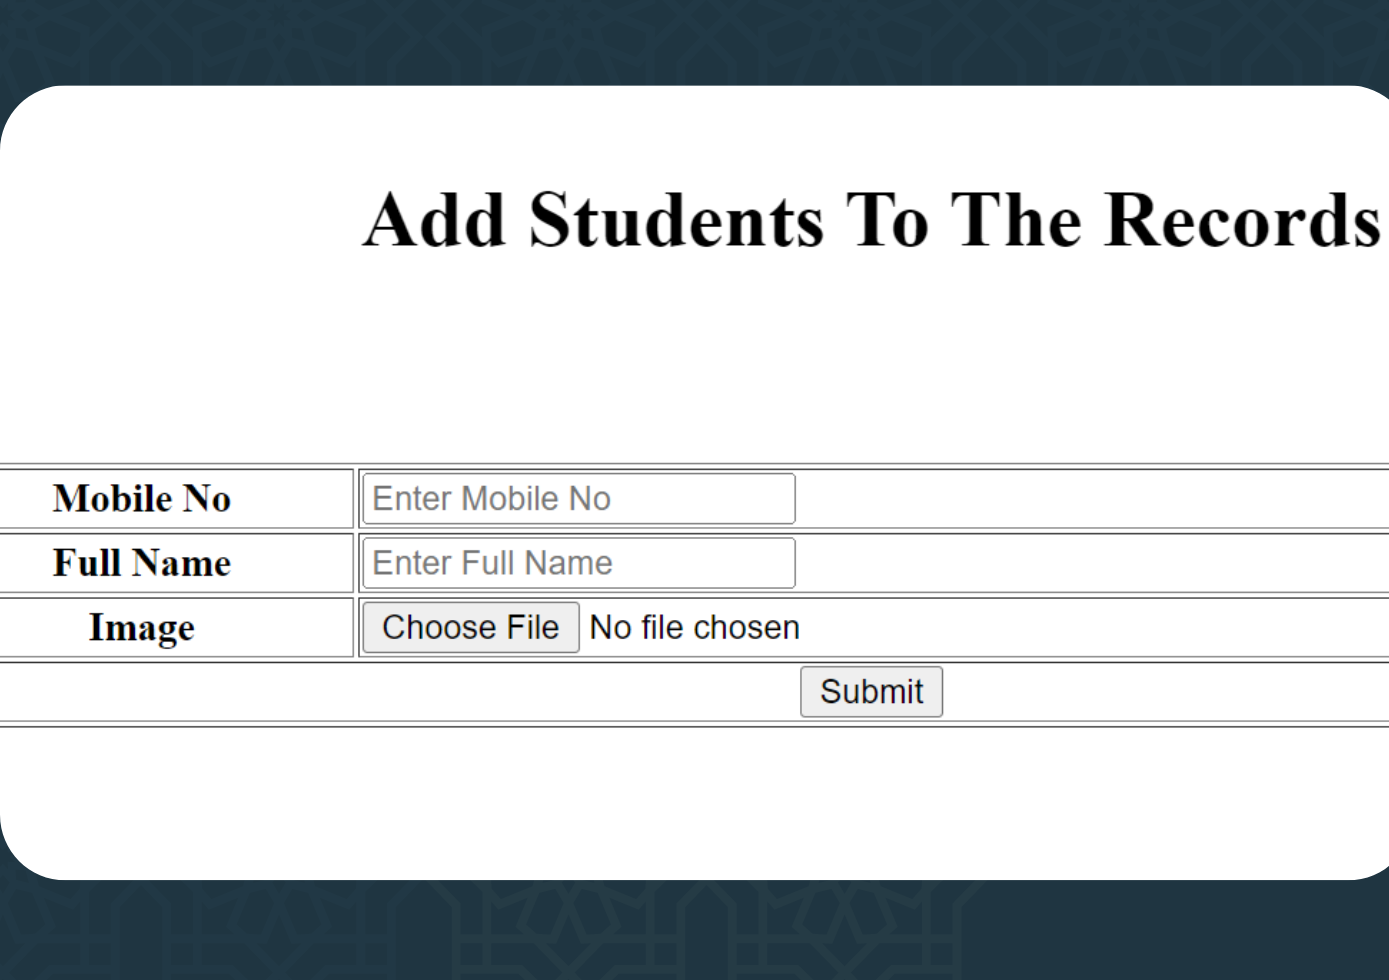 Add Students To The Records
Mobile No Enter Mobile No
Full Name Enter Full Name
Image Choose File No file chosen
Submit